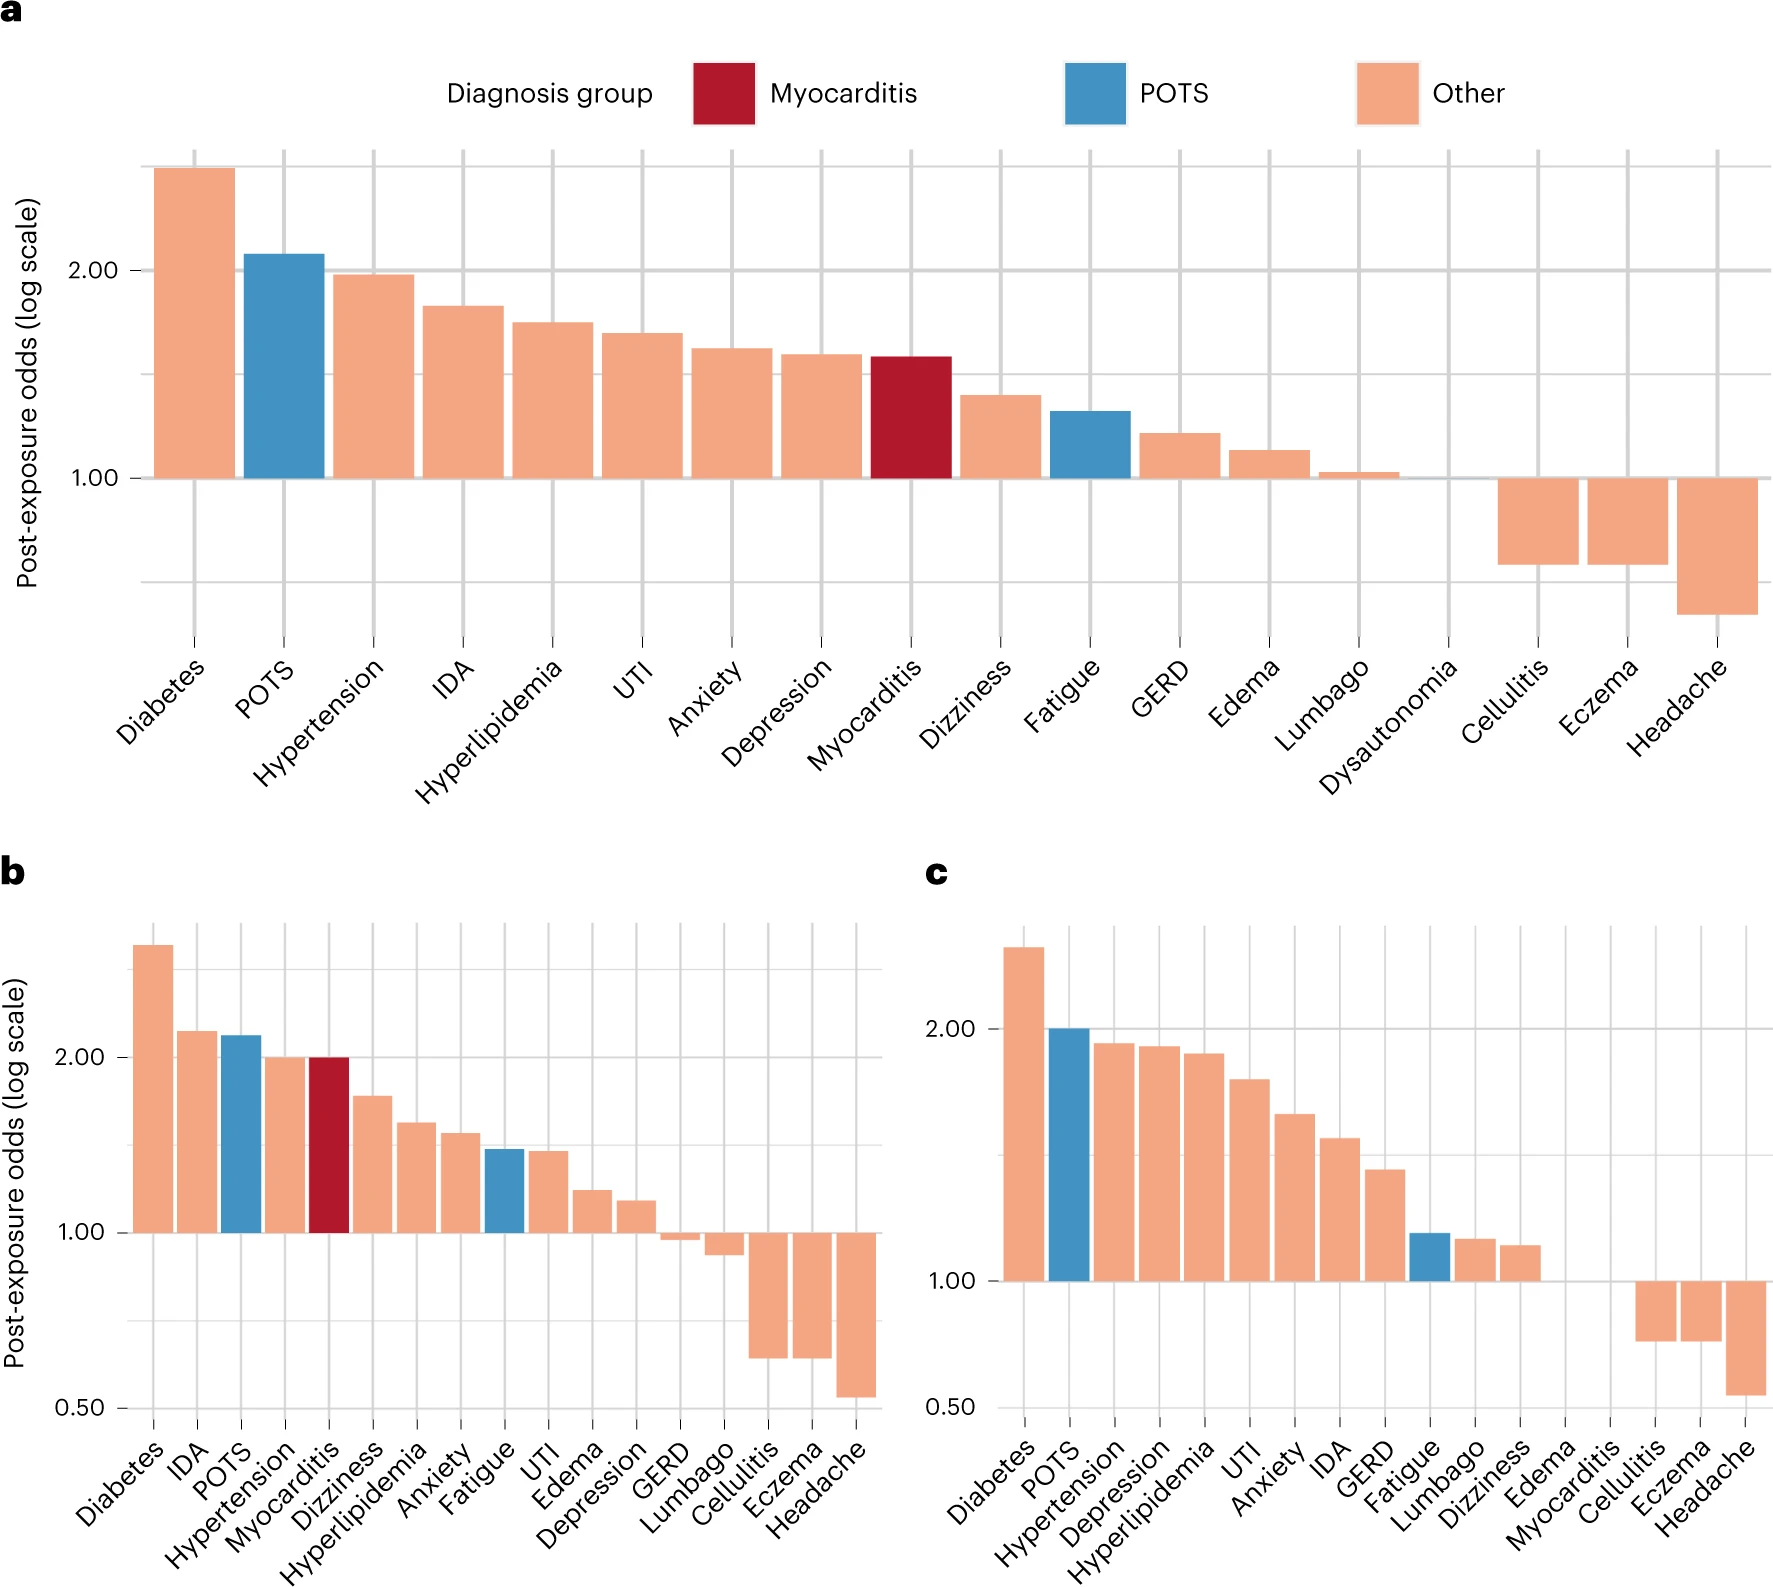 a
Diagnosis group Myocarditis POTS Other
Post-exposure odds (log scale)
2.00
1.00
Diabetes
POTS
Hypertension
IDA
Hyperlipidemia
UTI
Anxiety
Depression
Myocarditis
Dizziness
Fatigue
GERD
Edema
Lumbago
Dysautonomia
Cellulitis
Eczema
Headache
b
Post-exposure odds (log scale)
2.00
1.00
0.50
Diabetes
IDA
POTS
Hypertension
Myocarditis
Dizziness
Hyperlipidemia
Anxiety
Fatigue
UTI
Edema
Depression
GERD
Lumbago
Cellulitis
Eczema
Headache
c
2.00
1.00
0.50
Diabetes
POTS
Hypertension
Depression
Hyperlipidemia
UTI
Anxiety
IDA
GERD
Fatigue
Lumbago
Dizziness
Edema
Myocarditis
Cellulitis
Eczema
Headache